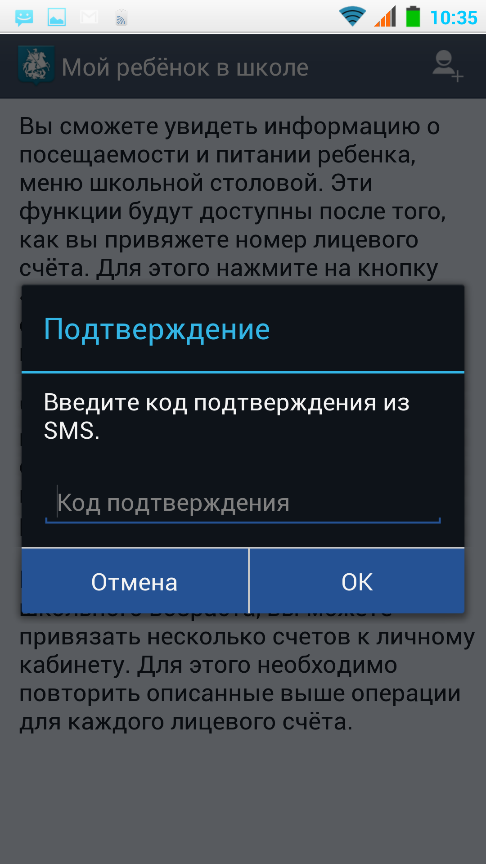 10:35
Мой ребёнок в школе
Вы сможете увидеть информацию о
посещаемости и питании ребенка,
меню школьной столовой. Эти
функции будут доступны после того,
как вы привяжете номер лицевого
счёта. Для этого нажмите на кнопку
Подтверждение
Введите код подтверждения из
SMS.
Код подтверждения
Отмена
OK
школьного возраста, вы можете
привязать несколько счетов к личному
кабинету. Для этого необходимо
повторить описанные выше операции
для каждого лицевого счёта.